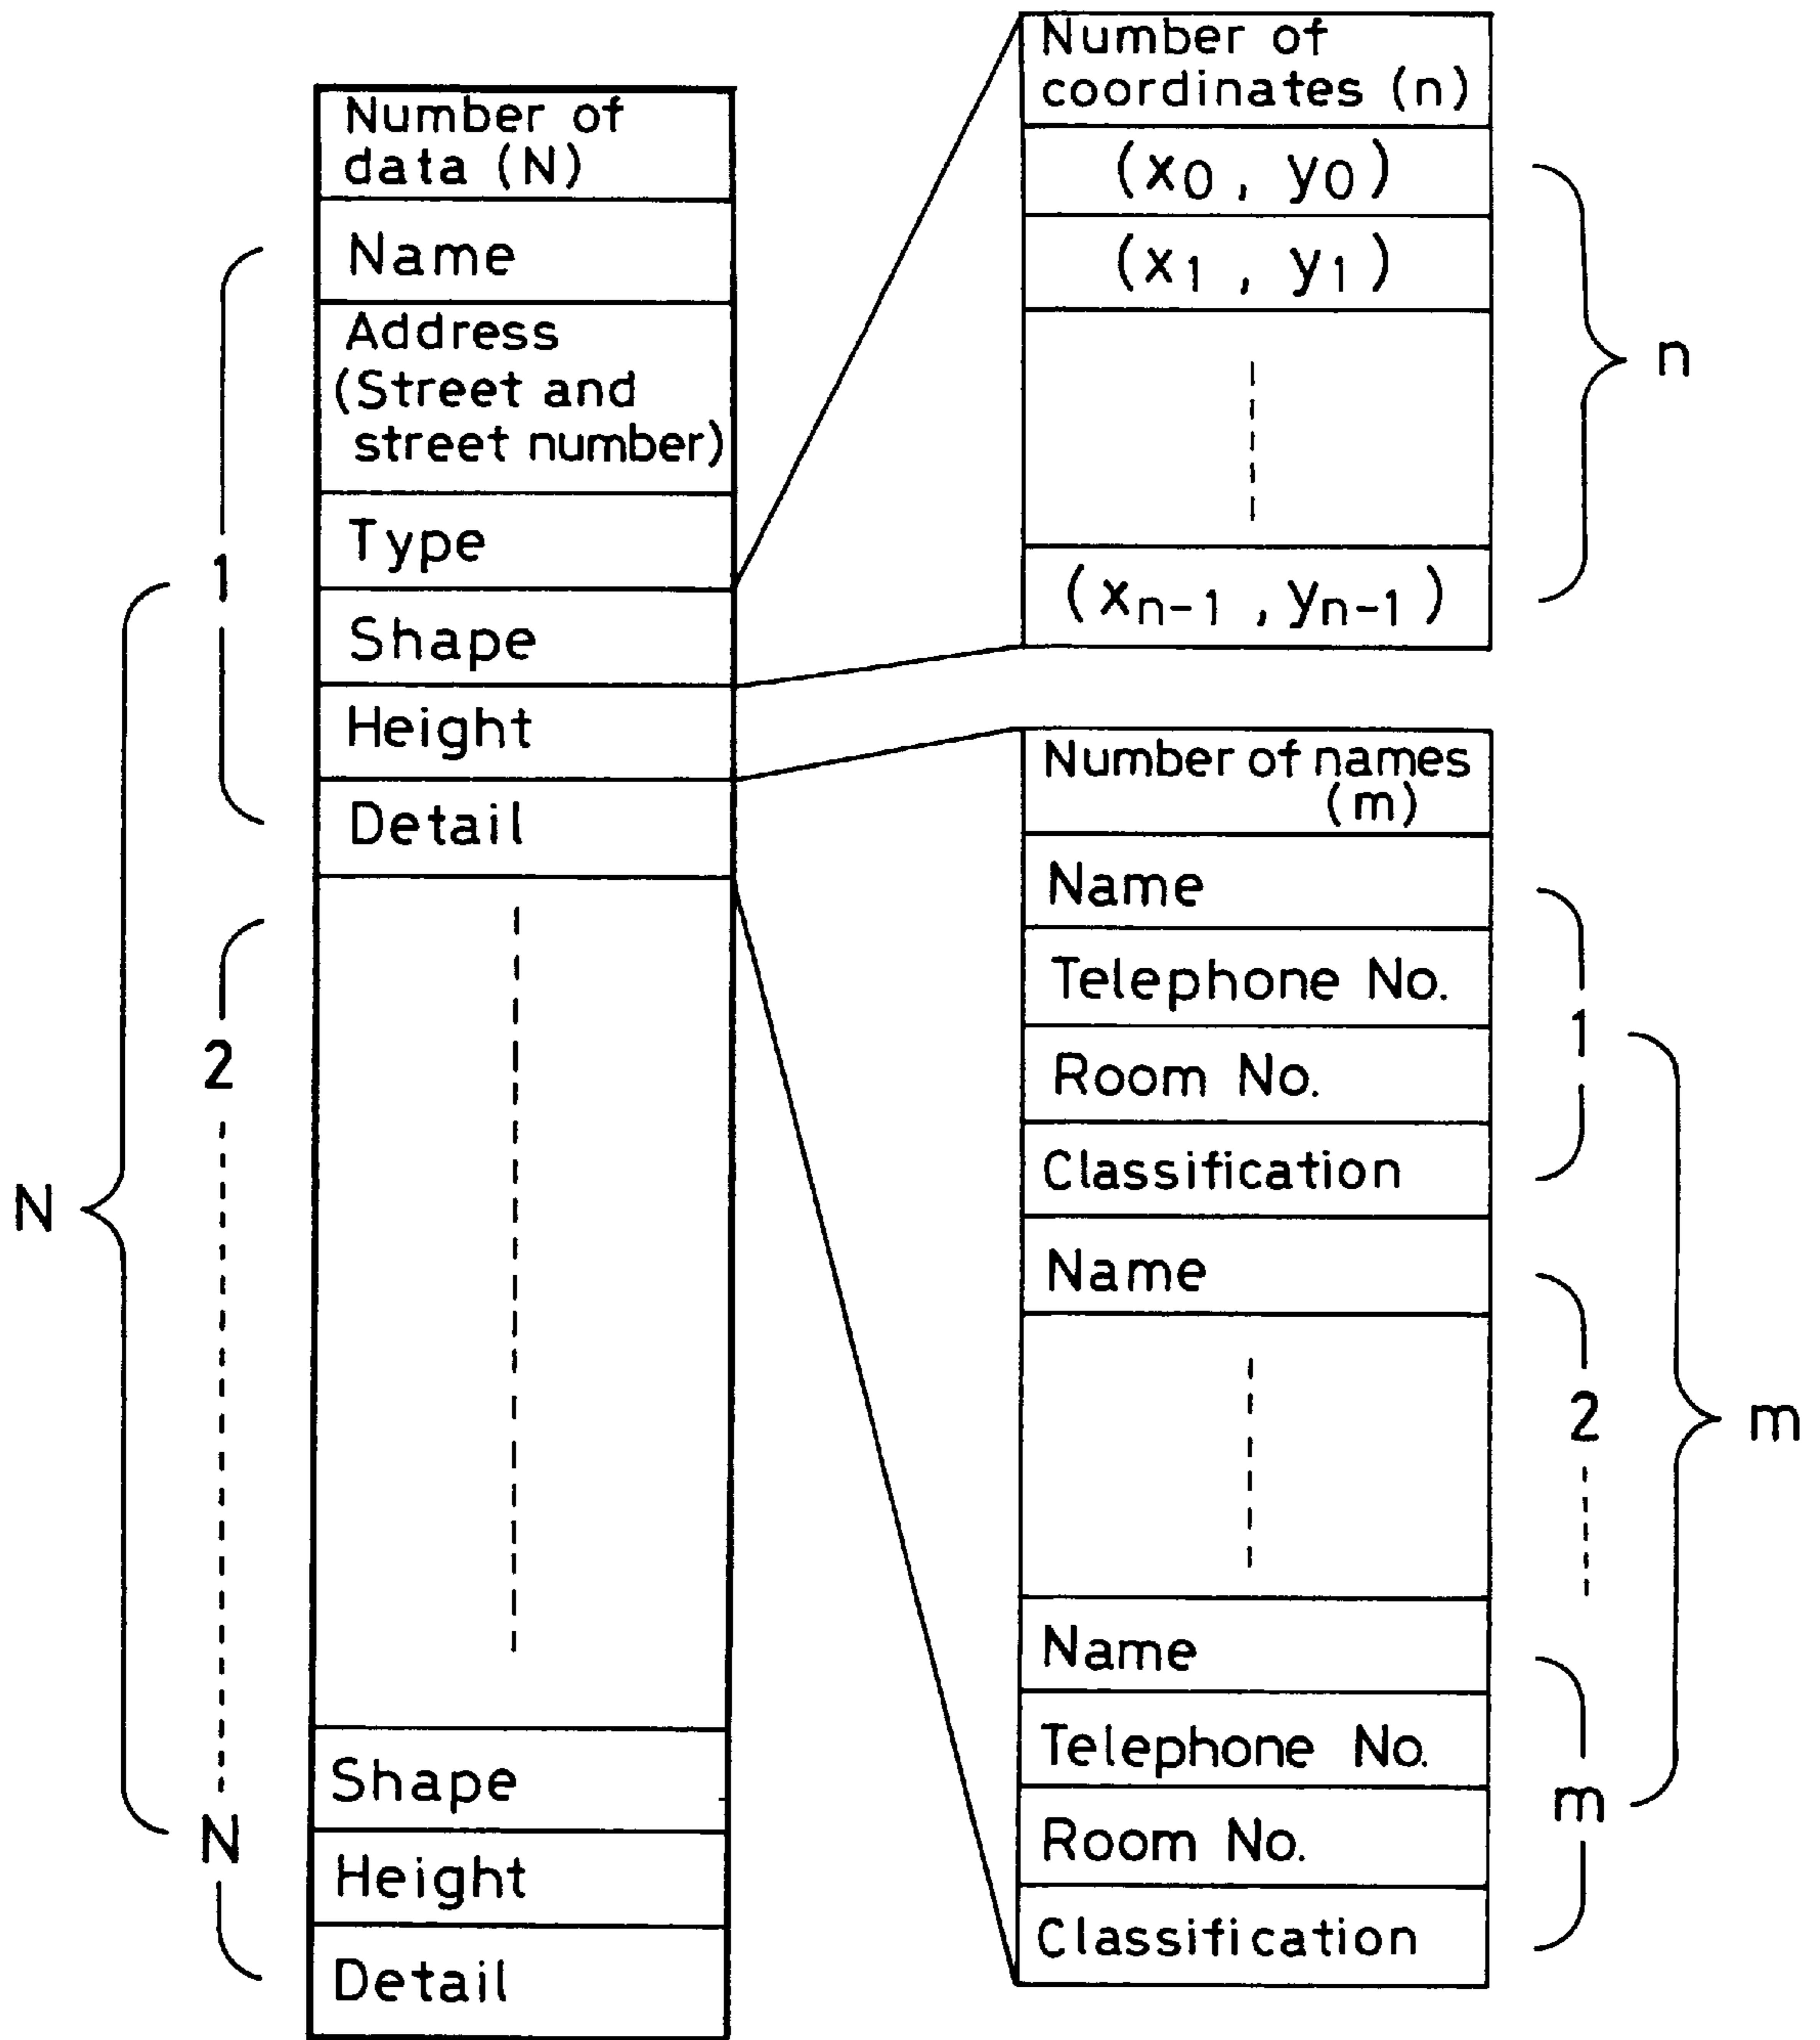 Number of
data (N)
Name
Address
(Street and
street number)
Type
Shape
Height
Detail
Shape
Height
Detail
1
2
N
N
Number of
coordinates (n)
(x0, y0)
(x1, y1)
(xn-1, yn-1)
n
Number of names
(m)
Name
Telephone No.
Room No.
Classification
Name
Name
Telephone No.
Room No.
Classification
1
2
m
m